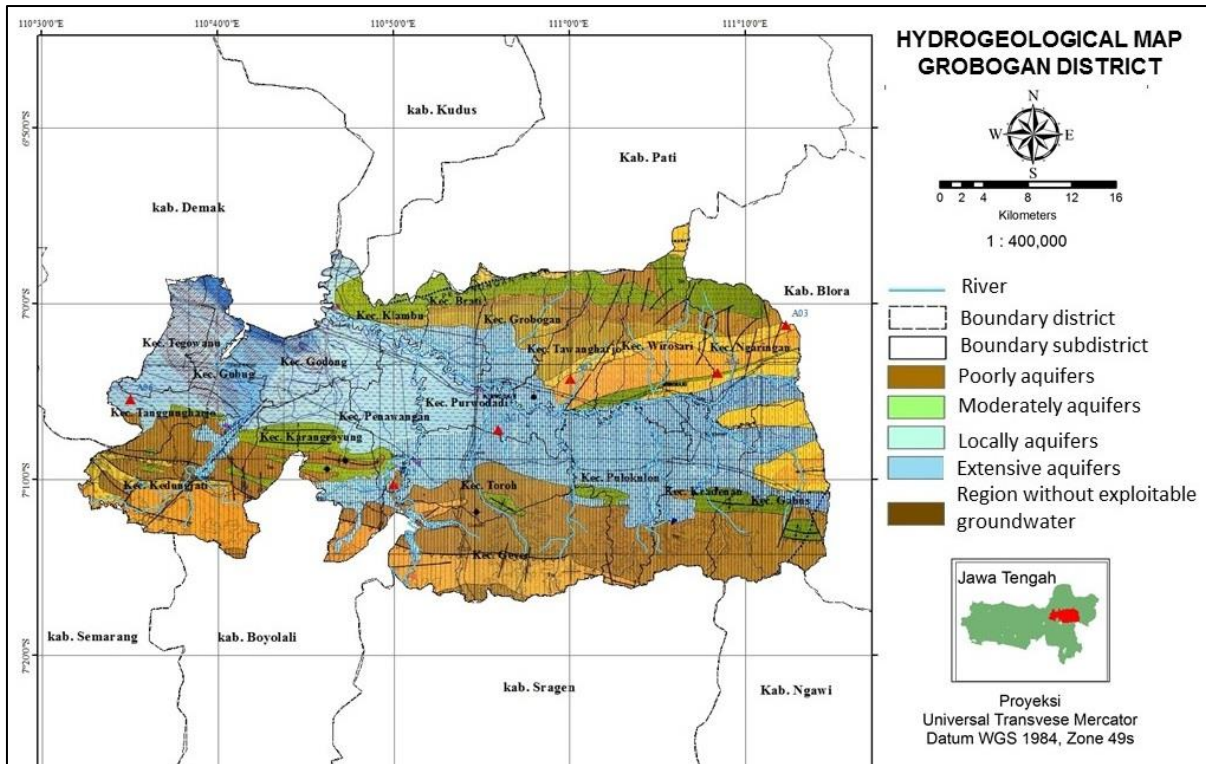 110°30'0"E 110°40'0"E 110°50'0"E 111°0'0"E 111°10'0"E
HYDROGEOLOGICAL MAP
GROBOGAN DISTRICT
N
W E
S
0 2 4 8 12 16
Kilometers
1 : 400,000
River
Boundary district
Boundary subdistrict
Poorly aquifers
Moderately aquifers
Locally aquifers
Extensive aquifers
Region without exploitable
groundwater
Jawa Tengah
Proyeksi
Universal Transvese Mercator
Datum WGS 1984, Zone 49s
6°50'0"S
7°0'0"S
7°10'0"S
7°20'0"S
kab. Kudus
Kab. Pati
kab. Demak
Kab. Blora
A03
Kec. Brati
Kec. Klambu
Kec. Grobogan
Kec. Tegowanu
Kec. Godong
Kec. Tawangharjo
Kec. Wirosari
Kec. Ngaringan
Kec. Gubug
Kec. Tanggungharjo
Kec. Penawangan
Kec. Purwodadi
Kec. Karangrayung
Kec. Kedungjati
Kec. Toroh
Kec. Pulokulon
Kec. Kradenan
Kec. Gabus
Kec. Geyer
kab. Semarang
kab. Boyolali
kab. Sragen
Kab. Ngawi